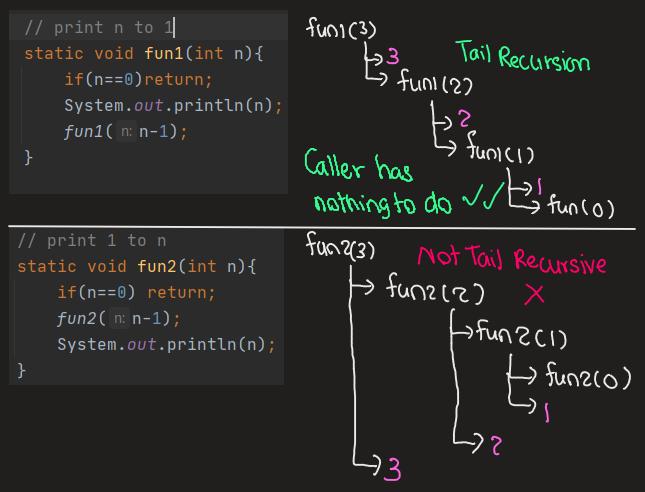 // print n to 1
static void fun1(int n){
if(n==0)return;
System.out.println(n);
fun1( n: n-1);
}
fun1(3)
3
fun1(2)
2
fun1(1)
1
fun(0)
Tail Recursion
Caller has
nothing to do ✓✓
// print 1 to n
static void fun2(int n){
if(n==0) return;
fun2( n: n-1);
System.out.println(n);
}
fun2(3)
Not Tail Recursive
X
fun2(2)
fun2(1)
fun2(0)
1
2
3